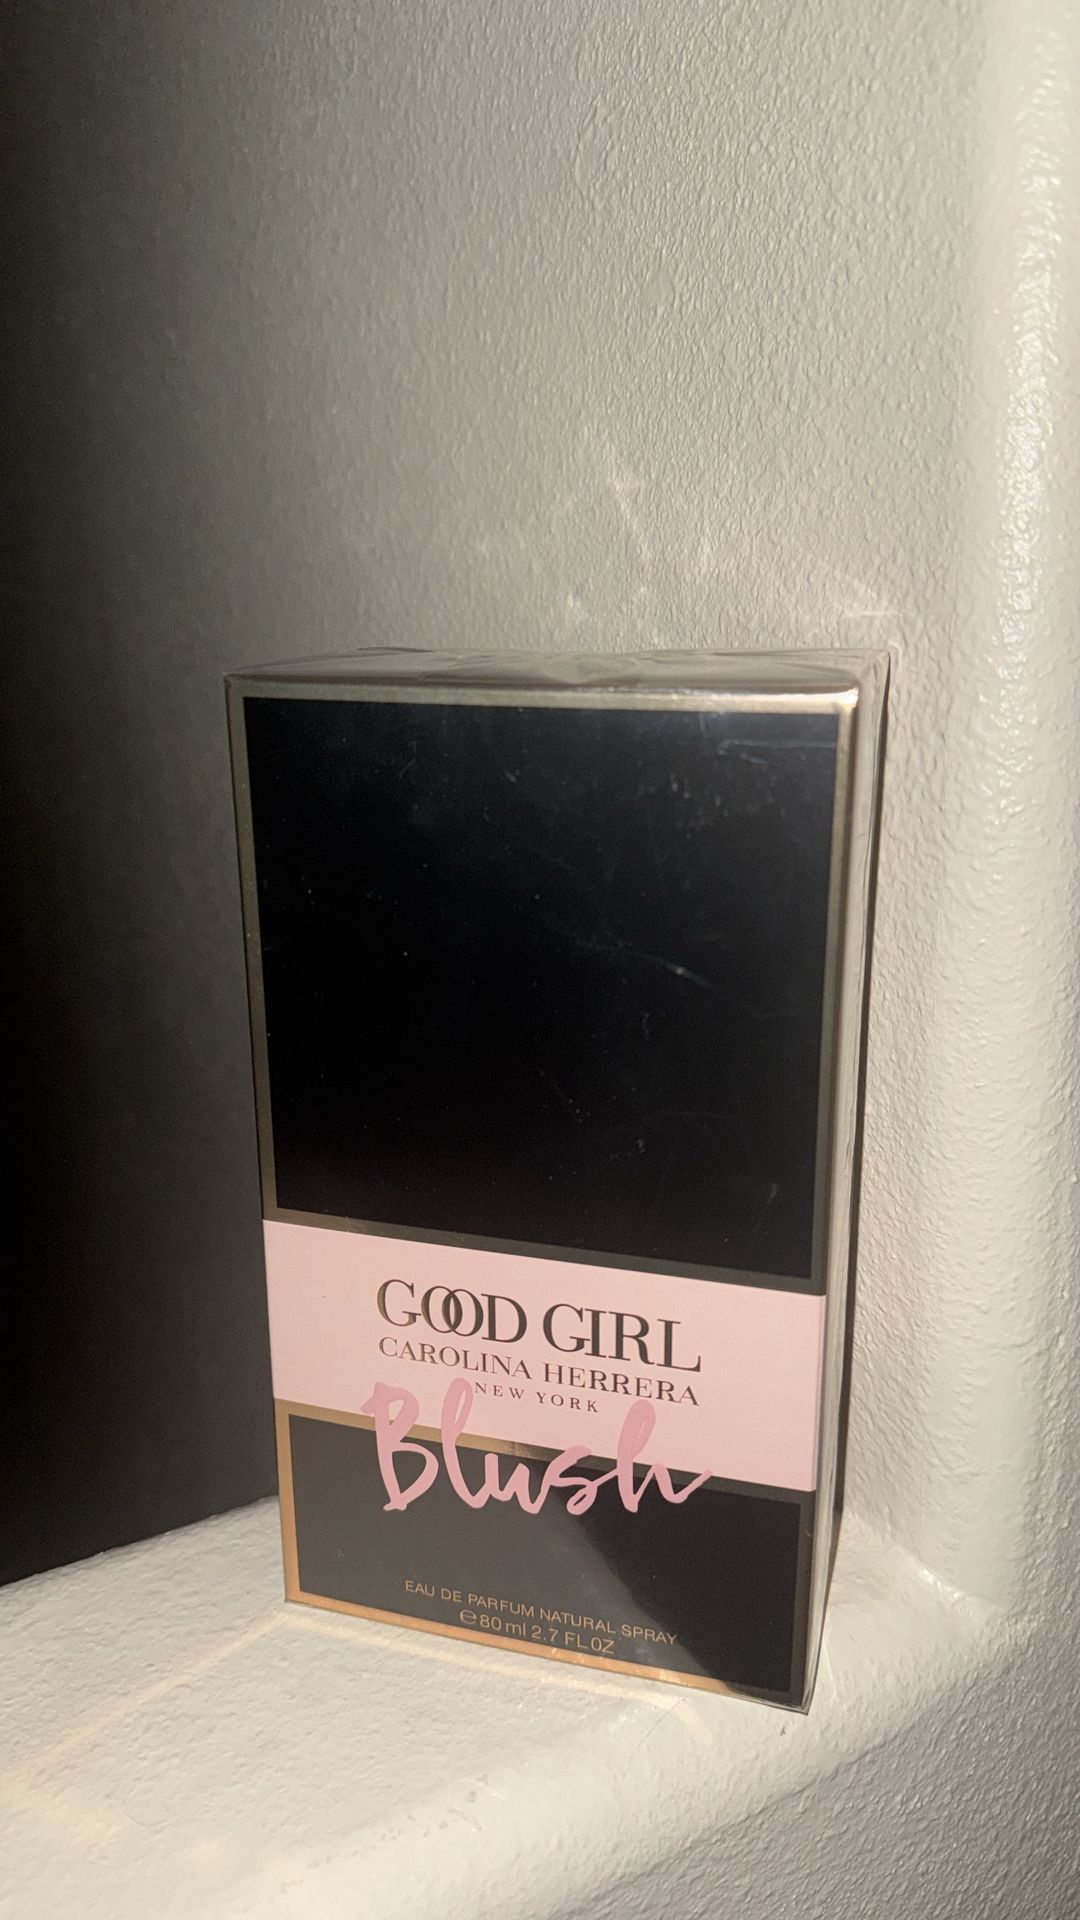 GOOD GIRL
CAROLINA HERRERA
NEW YORK
Blush
EAU DE PARFUM NATURAL SPRAY
℮80 ml 2.7 FL OZ